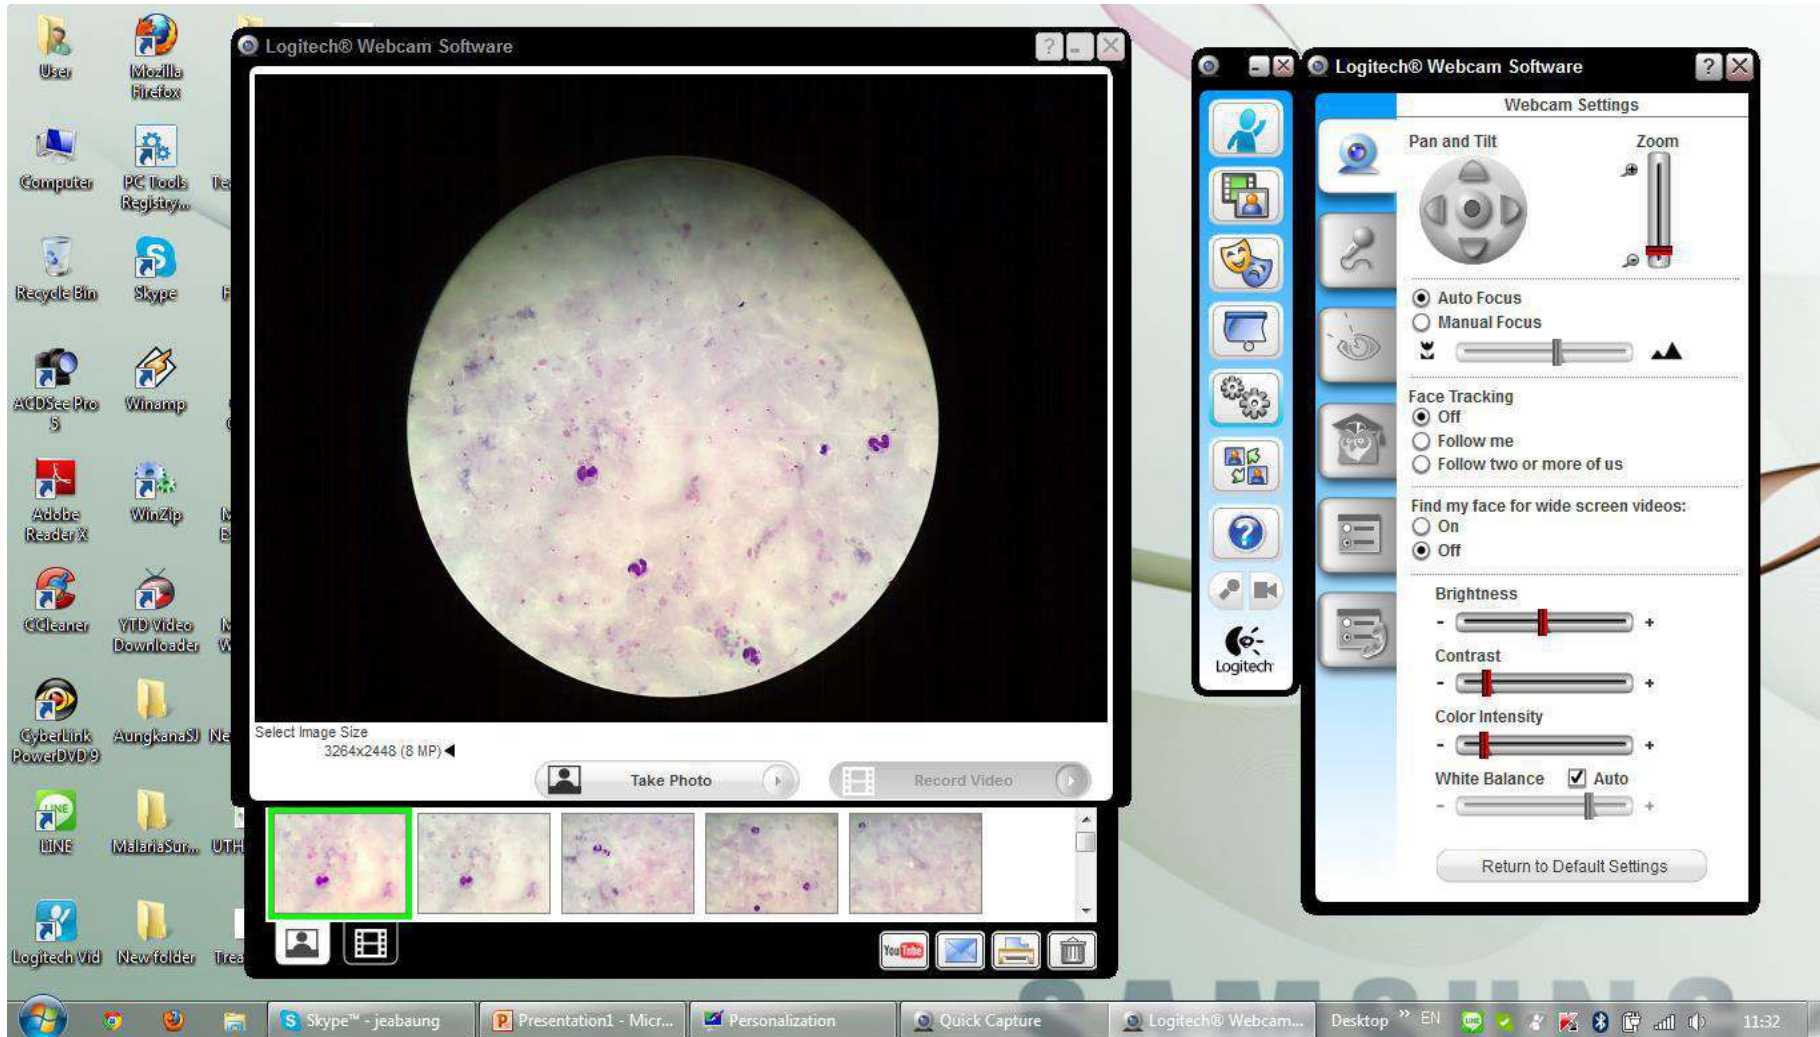 User
Mozilla
Firefox
Computer
PC Tools
Registry...
Recycle Bin
Skype
ACDSee Pro
5
Winamp
Adobe
Reader X
WinZip
CCleaner
YTD Video
Downloader
CyberLink
PowerDVD 9
AungkanaSJ
Ne
LINE
MalariaSur...
UTH
Logitech Vid
New folder
Trea
Logitech® Webcam Software
Select Image Size
3264x2448 (8 MP)
Take Photo
Record Video
YouTube
Logitech
Logitech® Webcam Software
Webcam Settings
Pan and Tilt
Zoom
Auto Focus
Manual Focus
Face Tracking
Off
Follow me
Follow two or more of us
Find my face for wide screen videos:
On
Off
Brightness
- +
Contrast
- +
Color Intensity
- +
White Balance Auto
- +
Return to Default Settings
SAMSUNG
Skype™ - jeabaung
Presentation1 - Micr...
Personalization
Quick Capture
Logitech® Webcam...
Desktop » EN
11:32